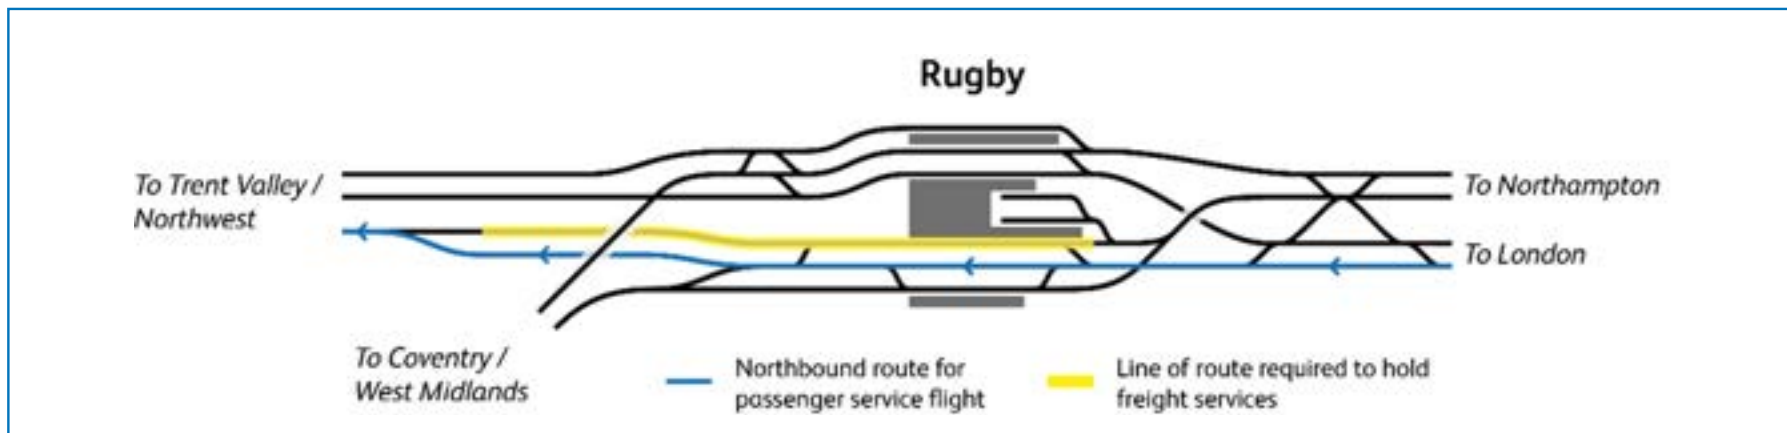 Rugby
To Trent Valley /
Northwest
To Northampton
To London
To Coventry /
West Midlands
Northbound route for
passenger service flight
Line of route required to hold
freight services